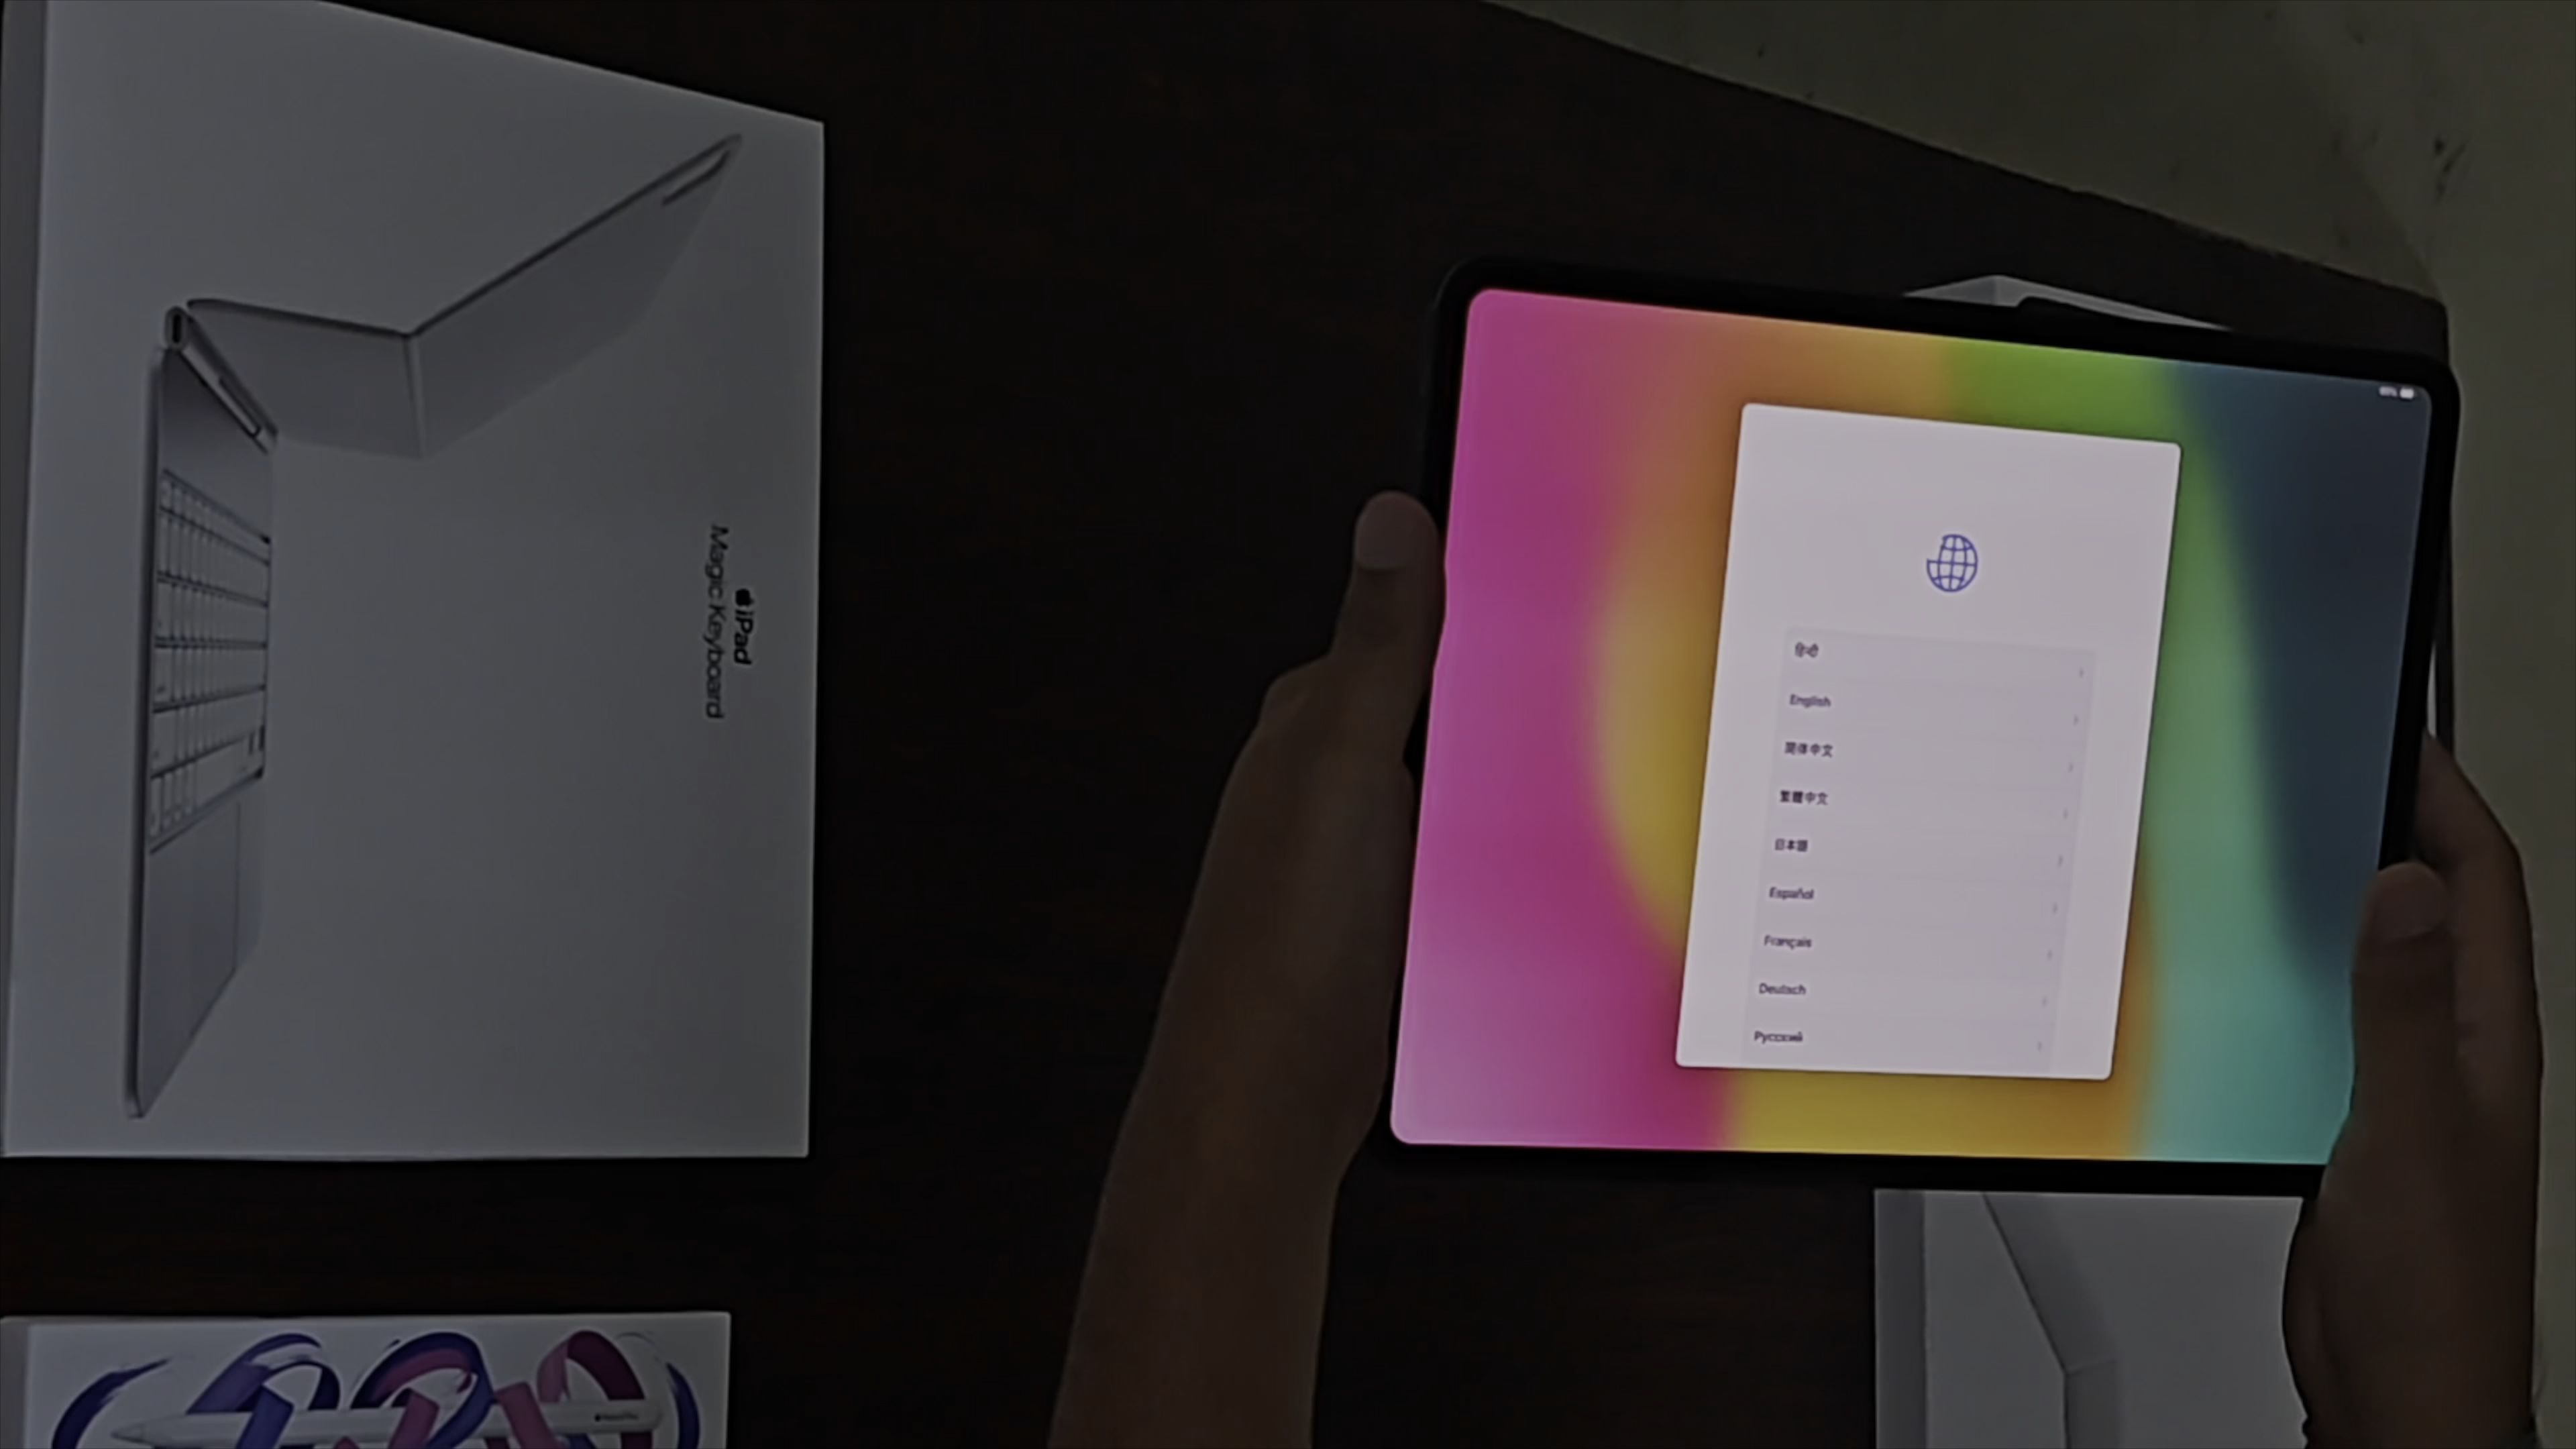 iPad
Magic Keyboard
हिन्दी
English
简体中文
繁體中文
日本語
Español
Français
Deutsch
Русский